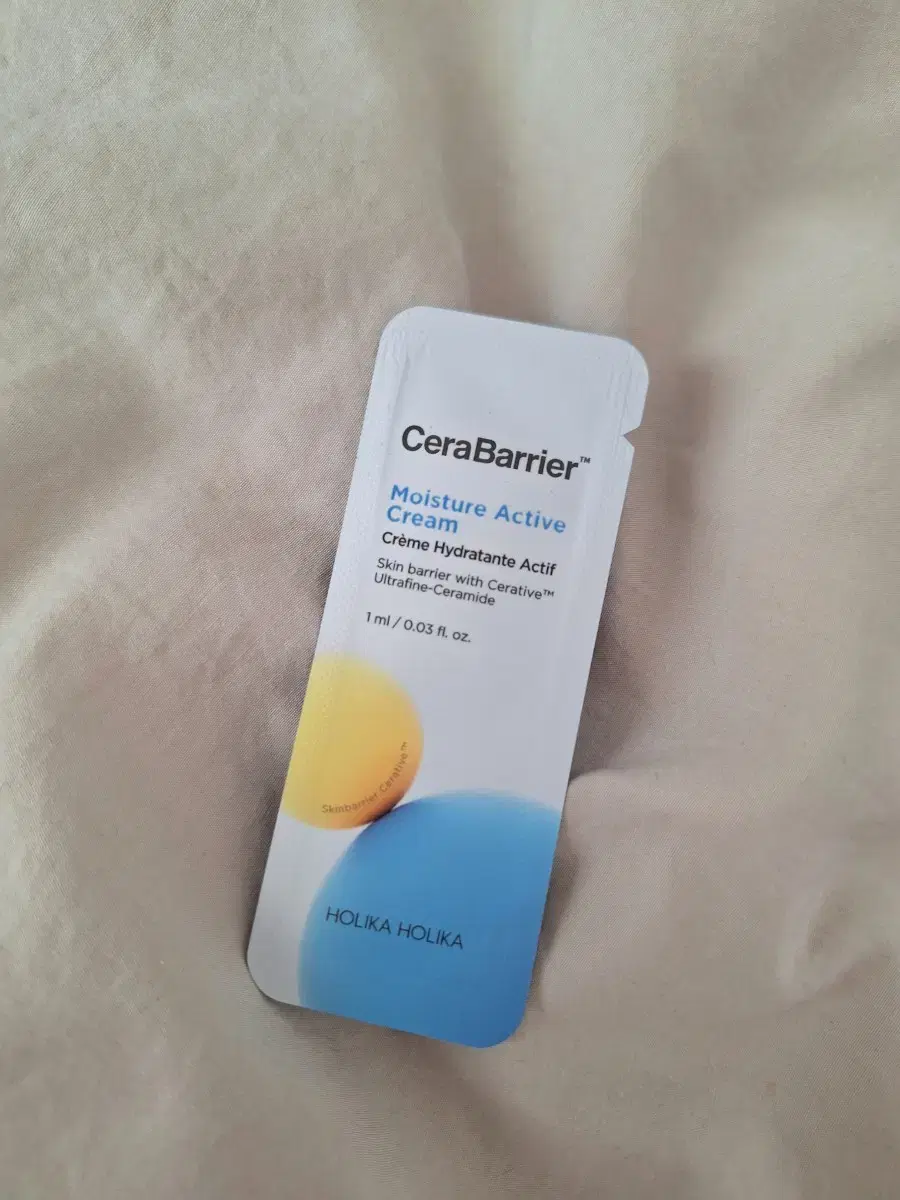 CeraBarrier™
Moisture Active
Cream
Crème Hydratante Actif
Skin barrier with Cerative™
Ultrafine-Ceramide
1 ml / 0.03 fl. oz.
Skinbarrier Cerative™
HOLIKA HOLIKA